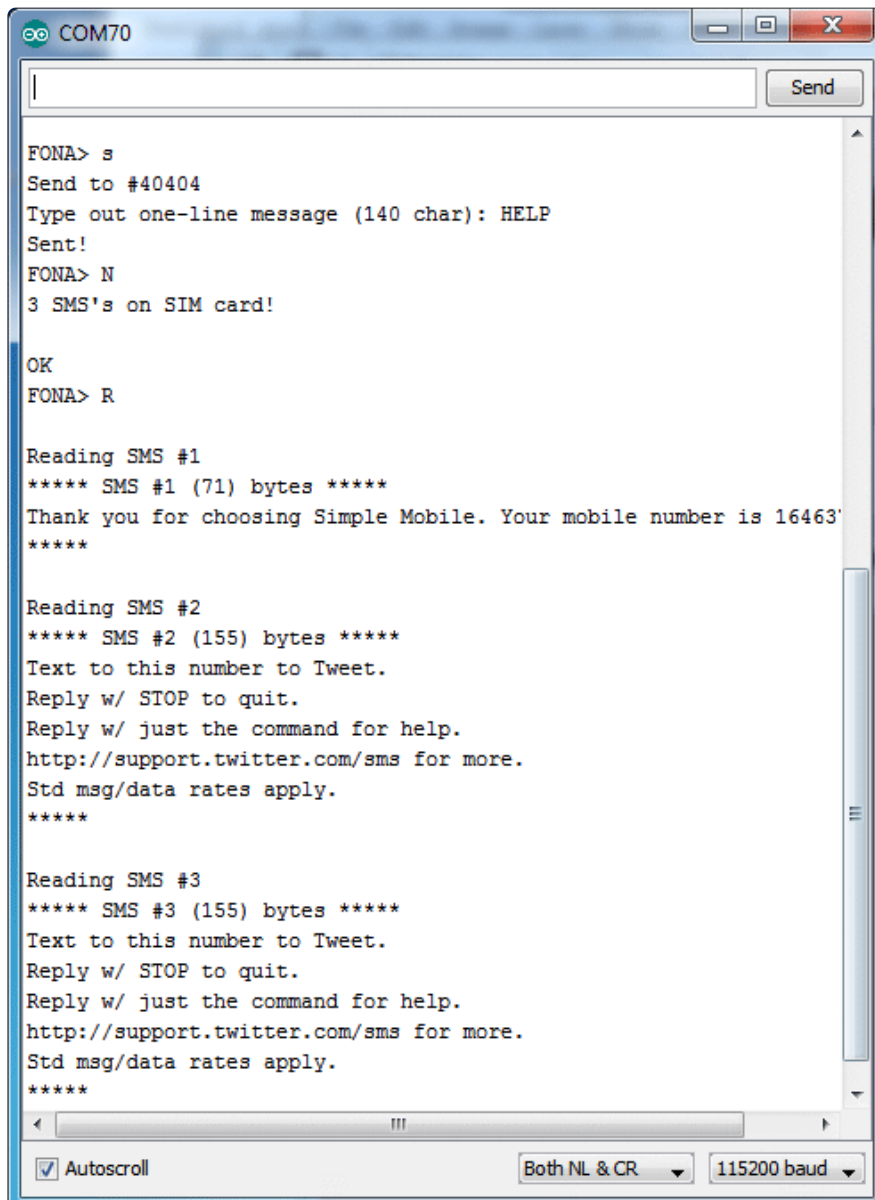 COM70
Send
FONA> s
Send to #40404
Type out one-line message (140 char): HELP
Sent!
FONA> N
3 SMS's on SIM card!
OK
FONA> R
Reading SMS #1
***** SMS #1 (71) bytes *****
Thank you for choosing Simple Mobile. Your mobile number is 16463
*****
Reading SMS #2
***** SMS #2 (155) bytes *****
Text to this number to Tweet.
Reply w/ STOP to quit.
Reply w/ just the command for help.
http://support.twitter.com/sms for more.
Std msg/data rates apply.
*****
Reading SMS #3
***** SMS #3 (155) bytes *****
Text to this number to Tweet.
Reply w/ STOP to quit.
Reply w/ just the command for help.
http://support.twitter.com/sms for more.
Std msg/data rates apply.
*****
Autoscroll Both NL & CR 115200 baud